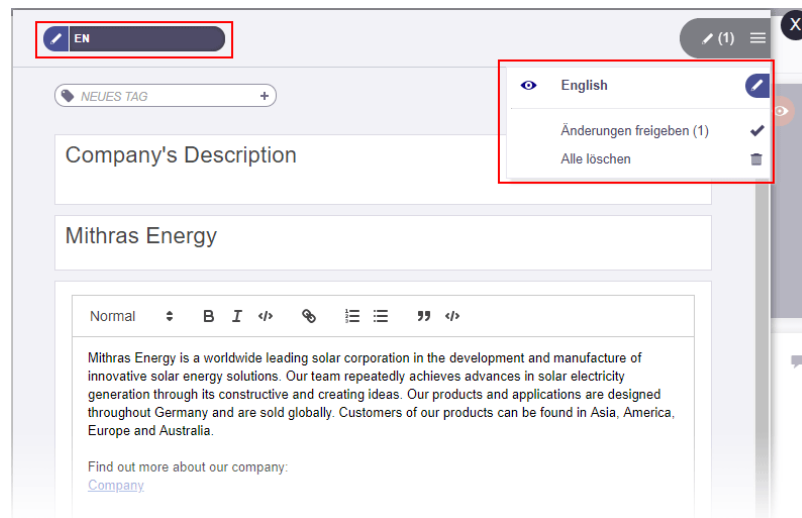 EN
(1)
X
English
NEUES TAG +
Änderungen freigeben (1)
Alle löschen
Company's Description
Mithras Energy
Normal B I </> </>
Mithras Energy is a worldwide leading solar corporation in the development and manufacture of
innovative solar energy solutions. Our team repeatedly achieves advances in solar electricity
generation through its constructive and creating ideas. Our products and applications are designed
throughout Germany and are sold globally. Customers of our products can be found in Asia, America,
Europe and Australia.
Find out more about our company:
Company